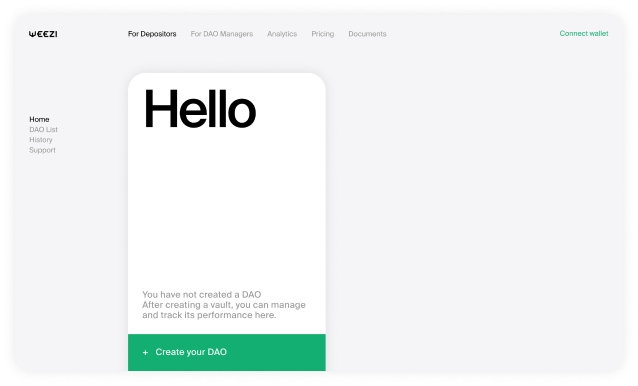 WEEZI
For Depositors For DAO Managers Analytics Pricing Documents
Connect wallet
Home
DAO List
History
Support
Hello
You have not created a DAO
After creating a vault, you can manage
and track its performance here.
+ Create your DAO